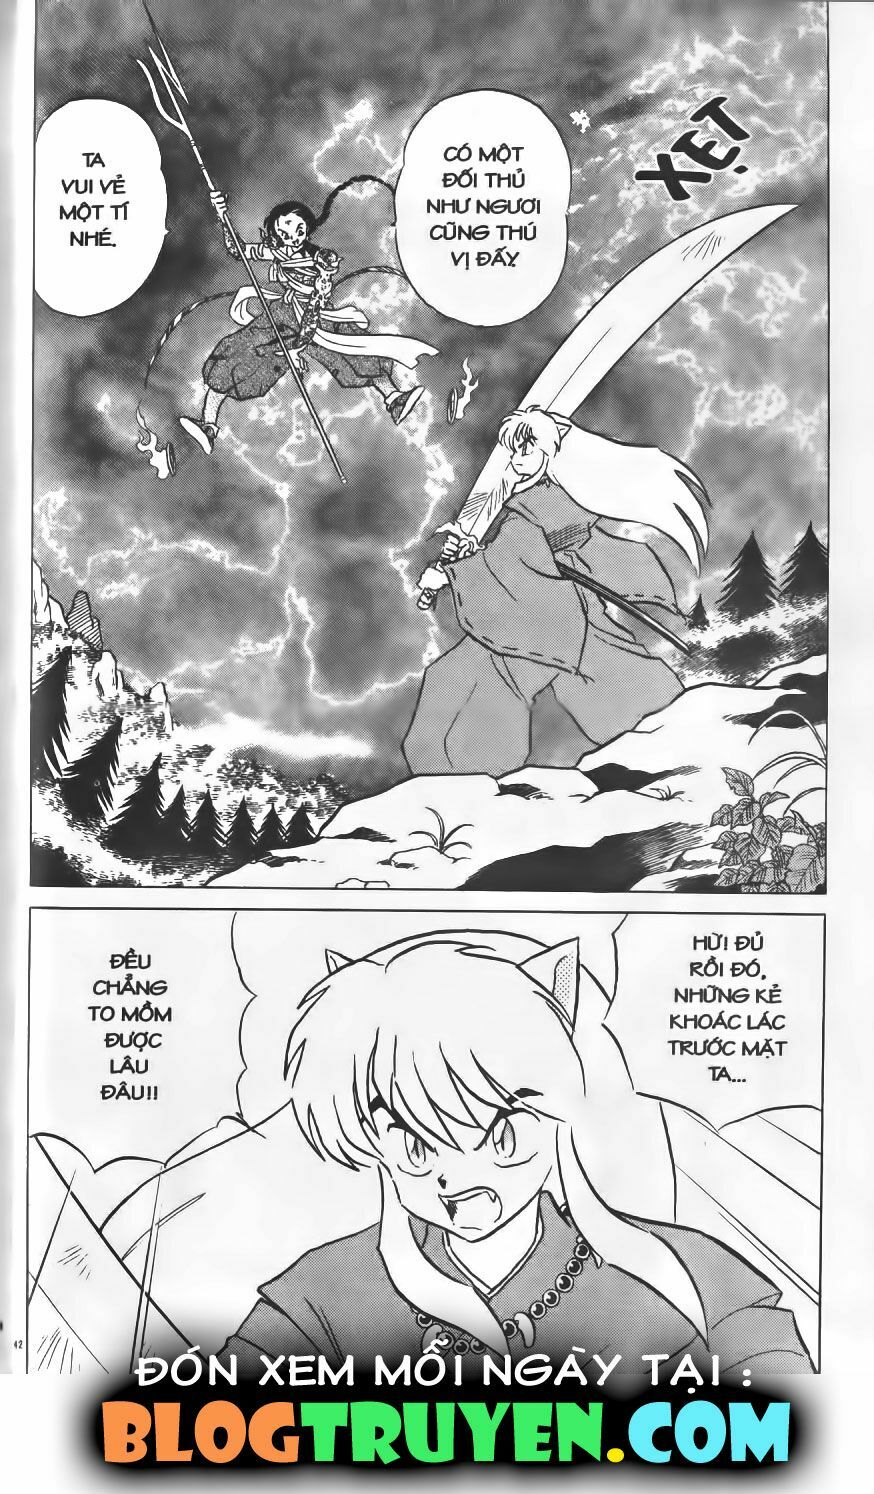 XẸT
CÓ MỘT
ĐỐI THỦ
NHƯ NGƯƠI
CŨNG THÚ
VỊ ĐẤY.
TA
VUI VẺ
MỘT TÍ
NHÉ.
HỪ! ĐỦ
RỒI ĐÓ,
NHỮNG KẺ
KHOÁC LÁC
TRƯỚC MẶT
TA...
ĐỀU
CHẲNG
TO MỒM
ĐƯỢC
LÂU
ĐÂU!!
42
ĐÓN XEM MỖI NGÀY TẠI :
BLOGTRUYEN.COM